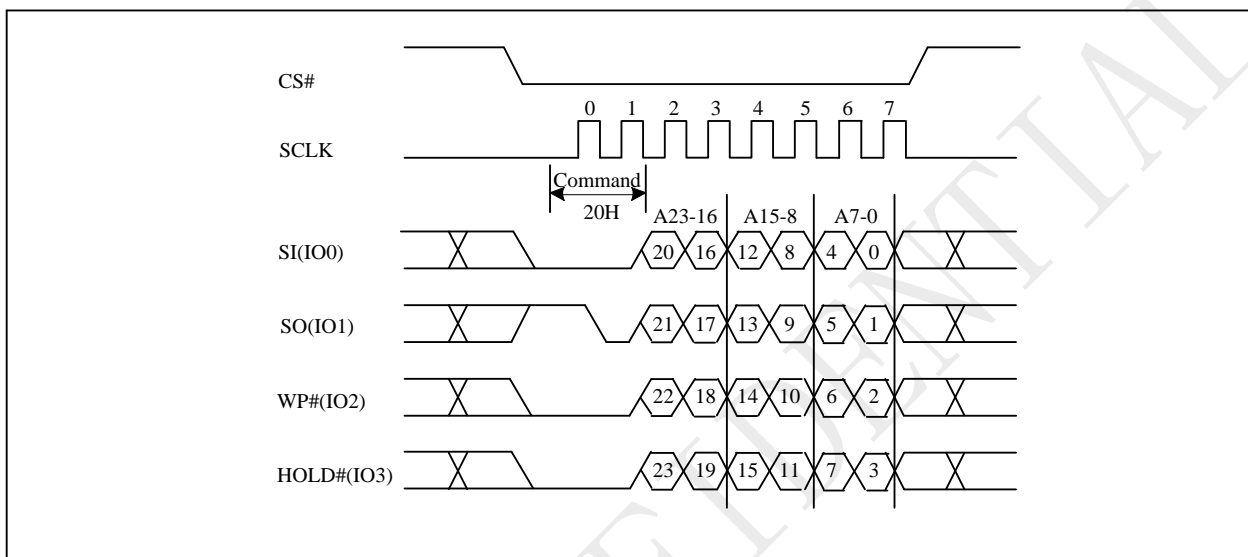 CS#
0 1 2 3 4 5 6 7
SCLK
Command
20H
A23-16 A15-8 A7-0
SI(IO0) 20 16 12 8 4 0
SO(IO1) 21 17 13 9 5 1
WP#(IO2) 22 18 14 10 6 2
HOLD#(IO3) 23 19 15 11 7 3
IDENTIAL